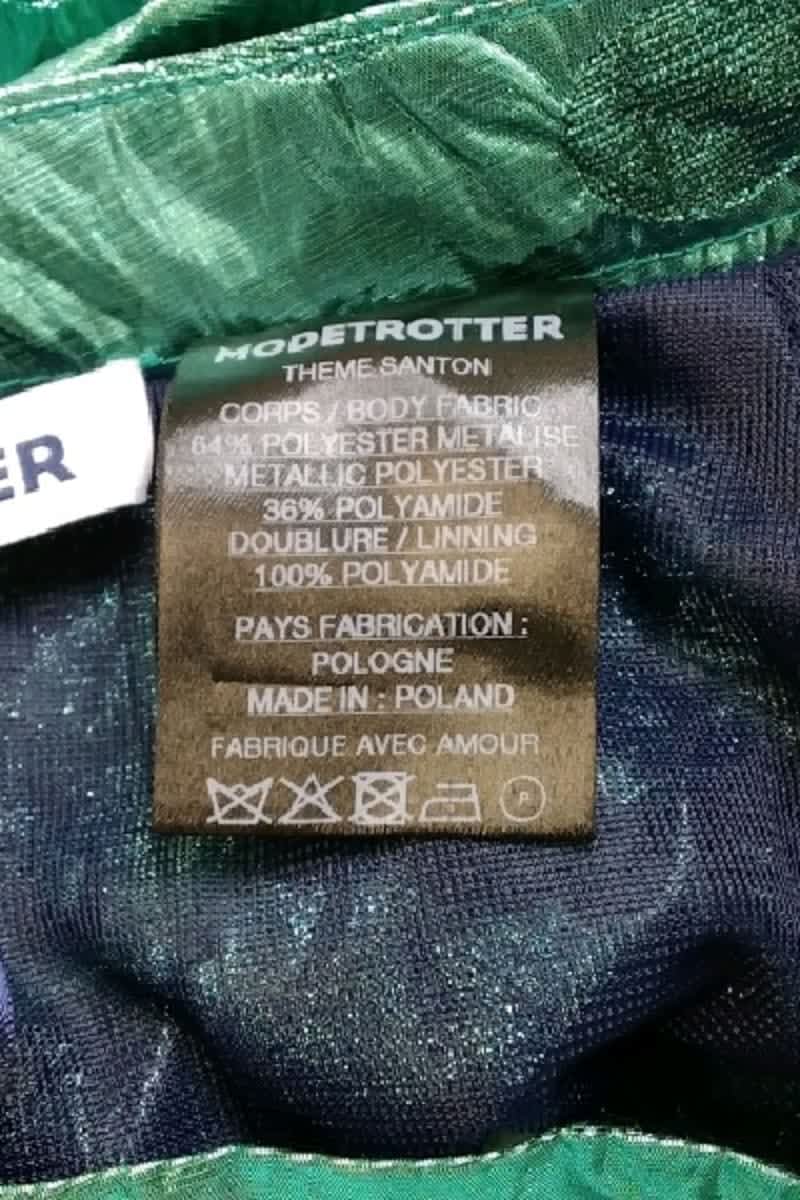 MODETROTTER
THEME SANTON
CORPS / BODY FABRIC
64% POLYESTER METALISE
METALLIC POLYESTER
36% POLYAMIDE
DOUBLURE / LINNING
100% POLYAMIDE
PAYS FABRICATION :
POLOGNE
MADE IN : POLAND
FABRIQUE AVEC AMOUR
P
ER